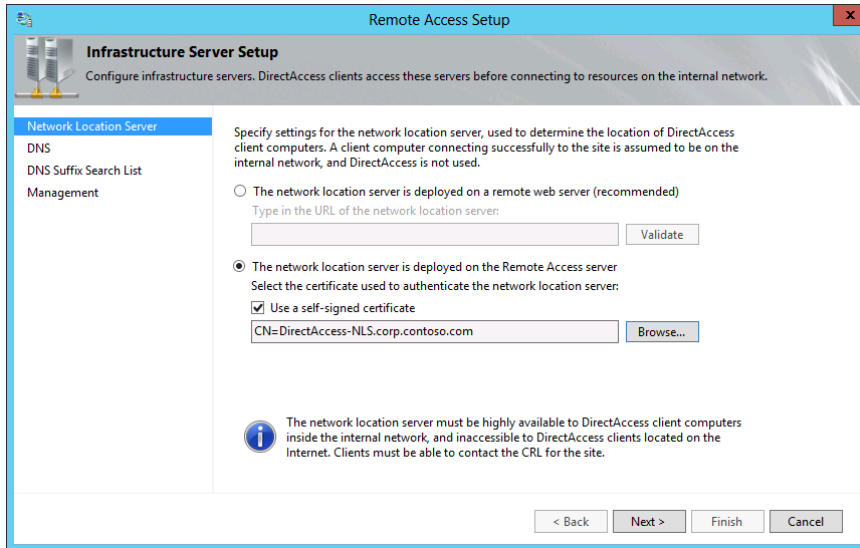 Remote Access Setup
x
Infrastructure Server Setup
Configure infrastructure servers. DirectAccess clients access these servers before connecting to resources on the internal network.
Network Location Server
DNS
DNS Suffix Search List
Management
Specify settings for the network location server, used to determine the location of DirectAccess
client computers. A client computer connecting successfully to the site is assumed to be on the
internal network, and DirectAccess is not used.
The network location server is deployed on a remote web server (recommended)
Type in the URL of the network location server:
Validate
The network location server is deployed on the Remote Access server
Select the certificate used to authenticate the network location server:
Use a self-signed certificate
CN=DirectAccess-NLS.corp.contoso.com
Browse...
The network location server must be highly available to DirectAccess client computers
inside the internal network, and inaccessible to DirectAccess clients located on the
Internet. Clients must be able to contact the CRL for the site.
< Back
Next >
Finish
Cancel